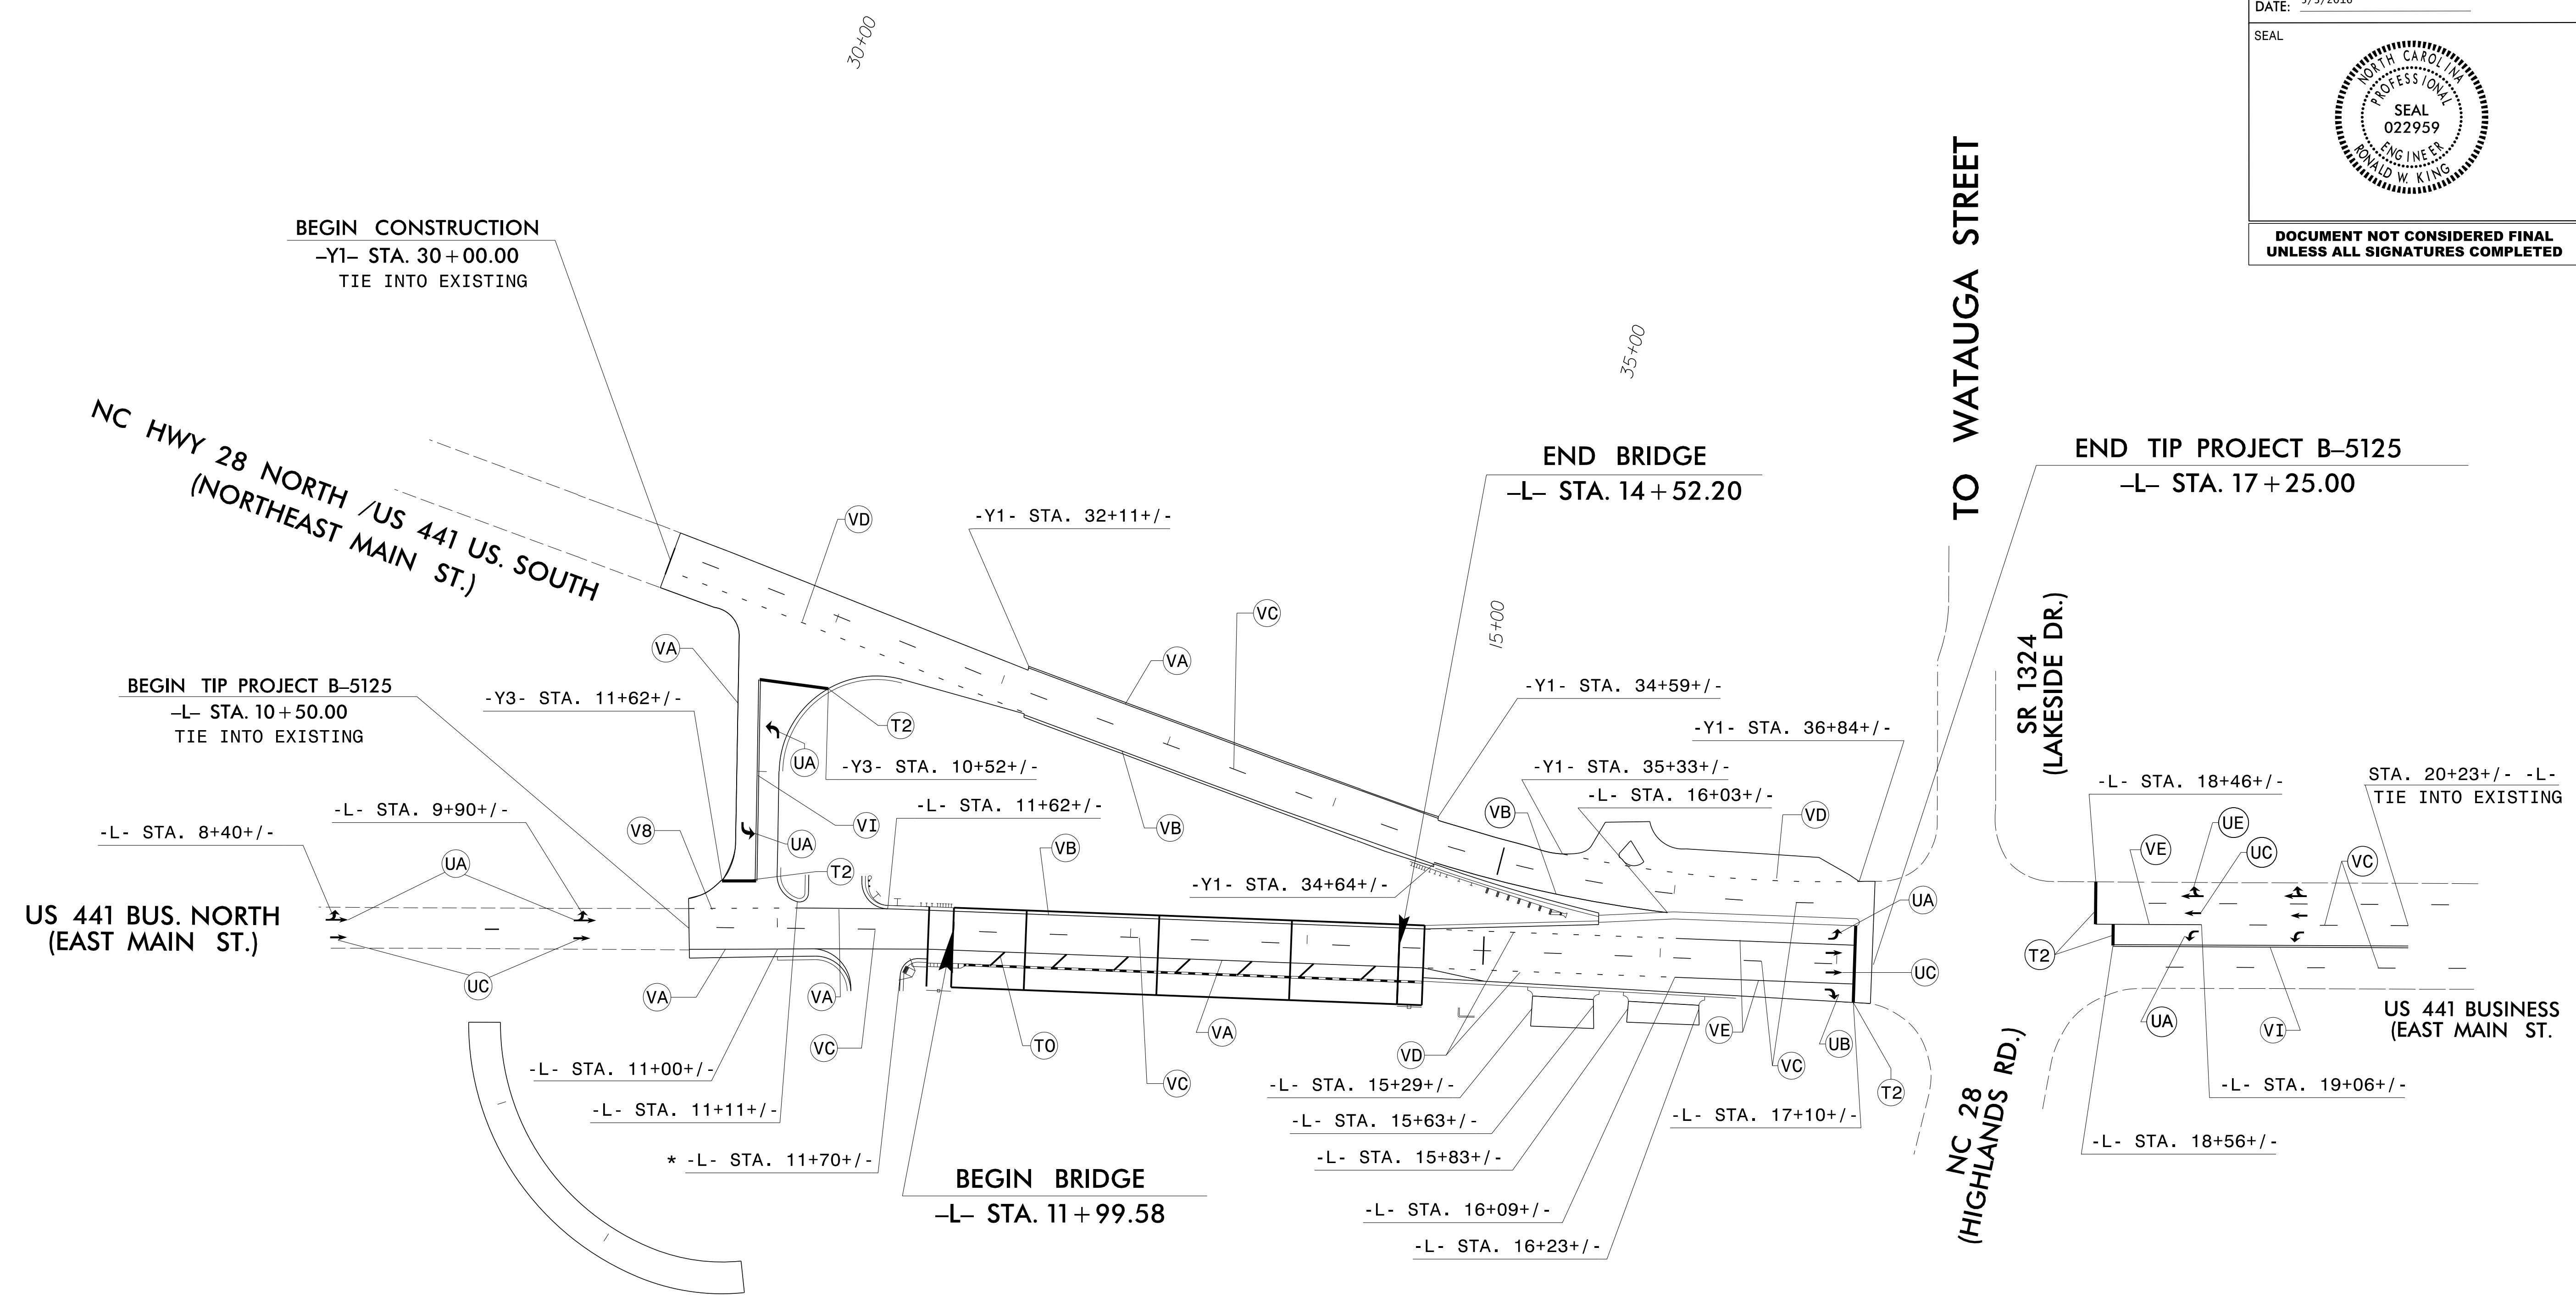 DATE:
SEAL
NORTH CAROLINA
PROFESSIONAL
SEAL
022959
ENGINEER
RONALD W. KING
DOCUMENT NOT CONSIDERED FINAL
UNLESS ALL SIGNATURES COMPLETED
30+00
35+00
15+00
BEGIN CONSTRUCTION
-Y1- STA. 30+00.00
TIE INTO EXISTING
NC HWY 28 NORTH /US 441 US. SOUTH
(NORTHEAST MAIN ST.)
TO WATAUGA STREET
END BRIDGE
-L- STA. 14+52.20
END TIP PROJECT B-5125
-L- STA. 17+25.00
VD
-Y1- STA. 32+11+/-
VC
VA
VA
BEGIN TIP PROJECT B-5125
-L- STA. 10+50.00
TIE INTO EXISTING
-Y3- STA. 11+62+/-
T2
UA
-Y3- STA. 10+52+/-
-Y1- STA. 34+59+/-
-Y1- STA. 36+84+/-
-Y1- STA. 35+33+/-
-L- STA. 16+03+/-
SR 1324
(LAKESIDE DR.)
-L- STA. 18+46+/-
STA. 20+23+/- -L-
TIE INTO EXISTING
-L- STA. 8+40+/-
-L- STA. 9+90+/-
V8
UA
VI
-L- STA. 11+62+/-
VB
VB
VB
VD
UE
UC
VE
VC
UA
UA
T2
-Y1- STA. 34+64+/-
US 441 BUS. NORTH
(EAST MAIN ST.)
UC
VA
VA
VC
TO
VA
VC
VD
VE
VC
UB
T2
UC
T2
UA
VI
US 441 BUSINESS
(EAST MAIN ST.
-L- STA. 11+00+/-
-L- STA. 11+11+/-
* -L- STA. 11+70+/-
BEGIN BRIDGE
-L- STA. 11+99.58
-L- STA. 15+29+/-
-L- STA. 15+63+/-
-L- STA. 15+83+/-
-L- STA. 16+09+/-
-L- STA. 16+23+/-
-L- STA. 17+10+/-
NC 28
(HIGHLANDS RD.)
-L- STA. 19+06+/-
-L- STA. 18+56+/-